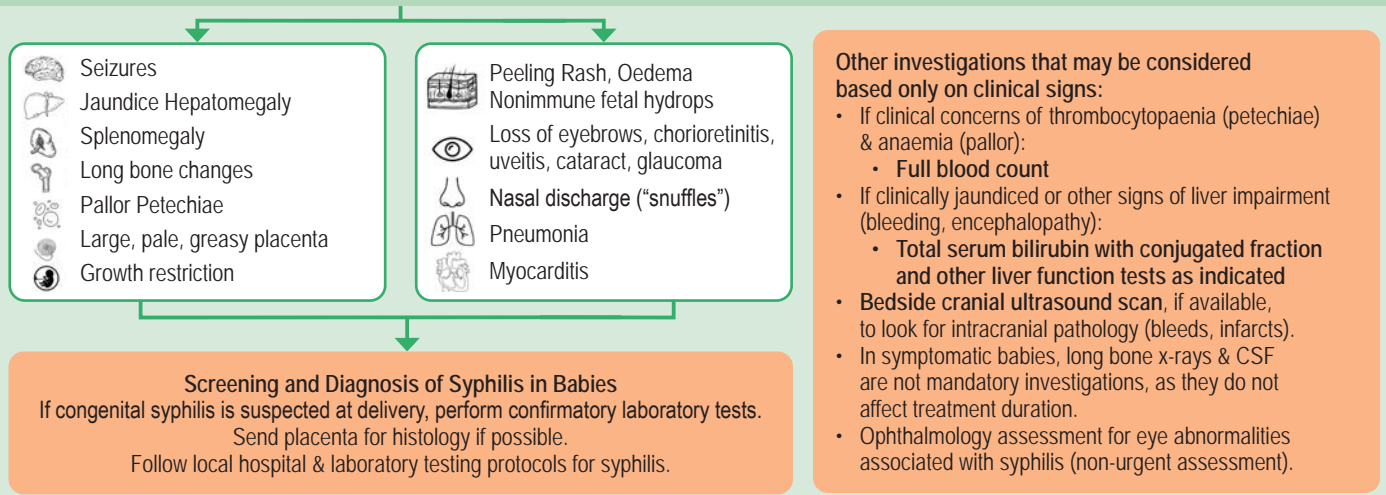 Seizures
Jaundice Hepatomegaly
Splenomegaly
Long bone changes
Pallor Petechiae
Large, pale, greasy placenta
Growth restriction
Peeling Rash, Oedema
Nonimmune fetal hydrops
Loss of eyebrows, chorioretinitis,
uveitis, cataract, glaucoma
Nasal discharge (“snuffles”)
Pneumonia
Myocarditis
Screening and Diagnosis of Syphilis in Babies
If congenital syphilis is suspected at delivery, perform confirmatory laboratory tests.
Send placenta for histology if possible.
Follow local hospital & laboratory testing protocols for syphilis.
Other investigations that may be considered
based only on clinical signs:
• If clinical concerns of thrombocytopaenia (petechiae)
& anaemia (pallor):
• Full blood count
• If clinically jaundiced or other signs of liver impairment
(bleeding, encephalopathy):
• Total serum bilirubin with conjugated fraction
and other liver function tests as indicated
• Bedside cranial ultrasound scan, if available,
to look for intracranial pathology (bleeds, infarcts).
• In symptomatic babies, long bone x-rays & CSF
are not mandatory investigations, as they do not
affect treatment duration.
• Ophthalmology assessment for eye abnormalities
associated with syphilis (non-urgent assessment).